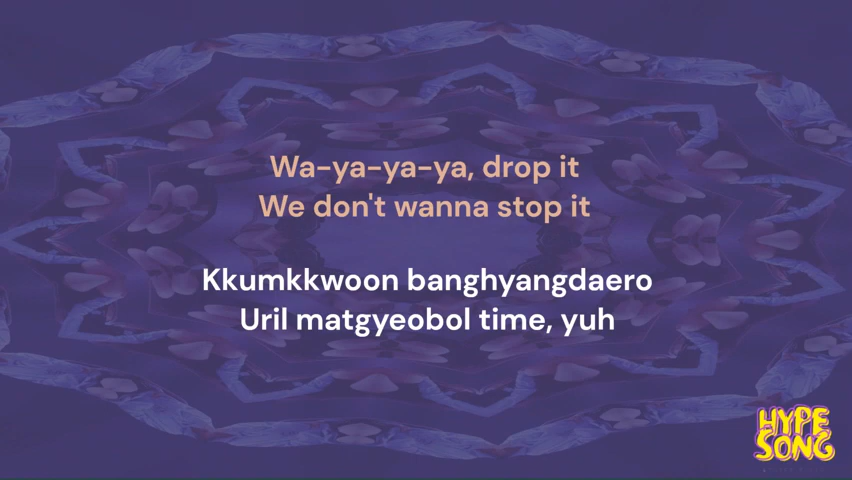 Wa-ya-ya-ya, drop it
We don't wanna stop it
Kkumkkwoon banghyangdaero
Uril matgyeobol time, yuh
HYPE
SONG